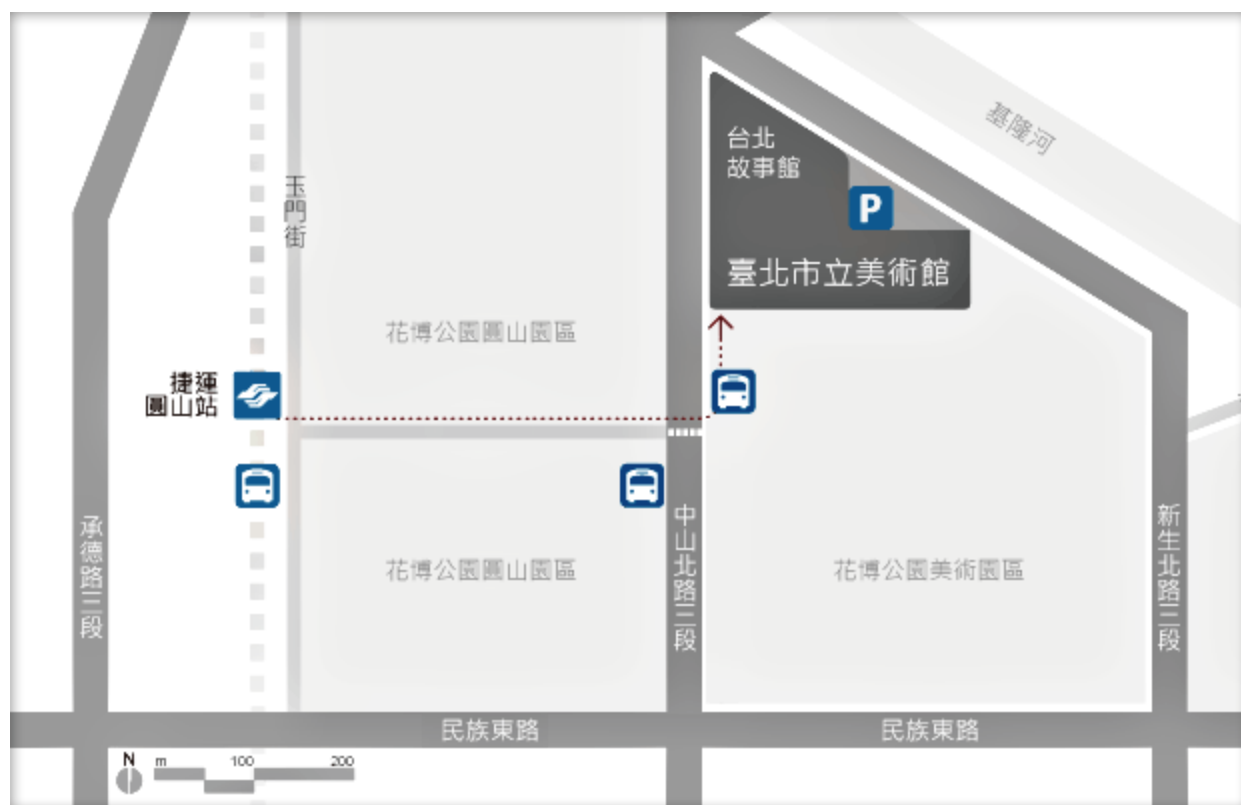 基隆河
台北
故事館
P
臺北市立美術館
玉門街
花博公園圓山園區
捷運
圓山站
承德路三段
花博公園圓山園區
中山北路三段
花博公園美術園區
新生北路三段
民族東路
民族東路
N
m 100 200